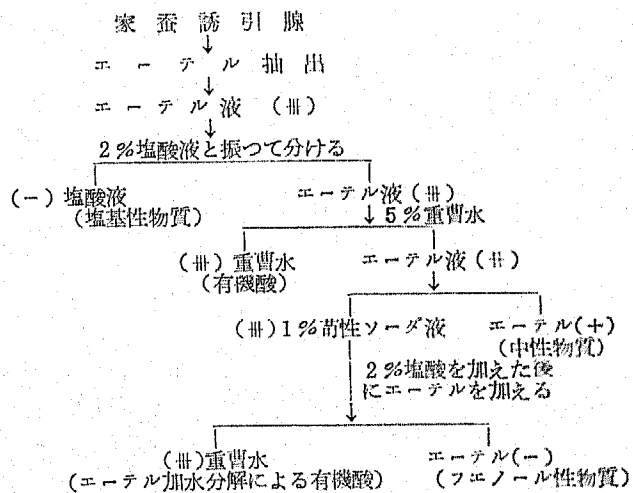 家蚕誘引腺
エーテル抽出
エーテル液(卌)
2%塩酸液と振つて分ける
(−)塩酸液 エーテル液(卌)
(塩基性物質) 5%重曹水
(卌)重曹水 エーテル液(卄)
(有機酸)
(卌)1%苛性ソーダ液 エーテル(+)
(中性物質)
2%塩酸を加えた後
にエーテルを加える
(卌)重曹水 エーテル(−)
(エーテル加水分解による有機酸) (フエノール性物質)